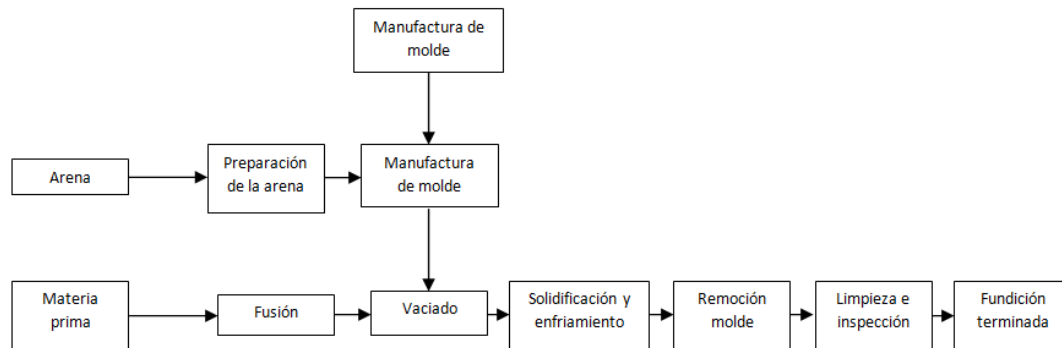 Manufactura de
molde
Arena
Preparación
de la arena
Manufactura
de molde
Materia
prima
Fusión
Vaciado
Solidificación y
enfriamiento
Remoción
molde
Limpieza e
inspección
Fundición
terminada